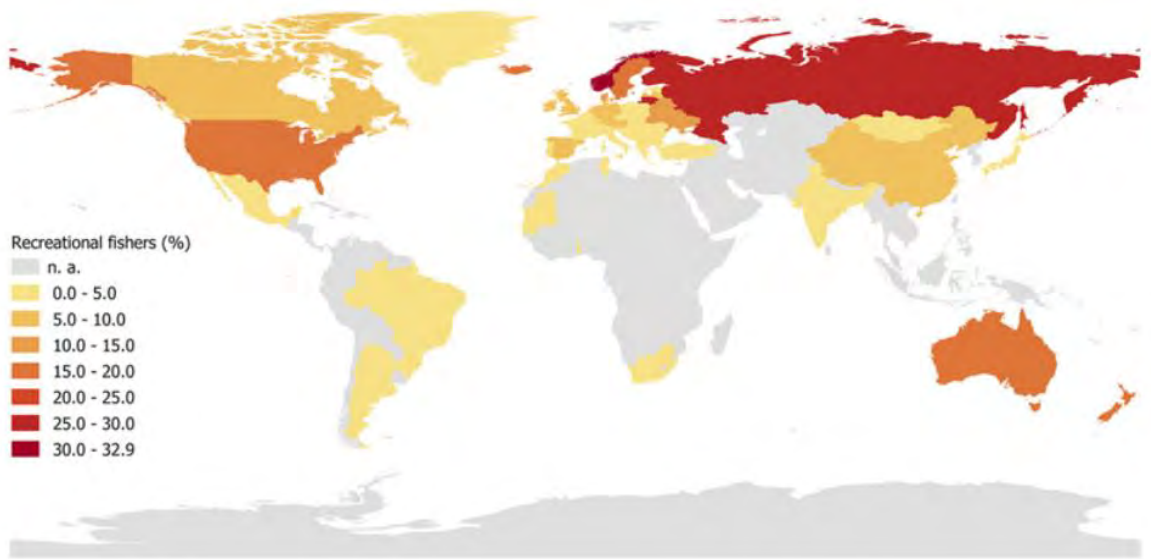 Recreational fishers (%)
n. a.
0.0 - 5.0
5.0 - 10.0
10.0 - 15.0
15.0 - 20.0
20.0 - 25.0
25.0 - 30.0
30.0 - 32.9